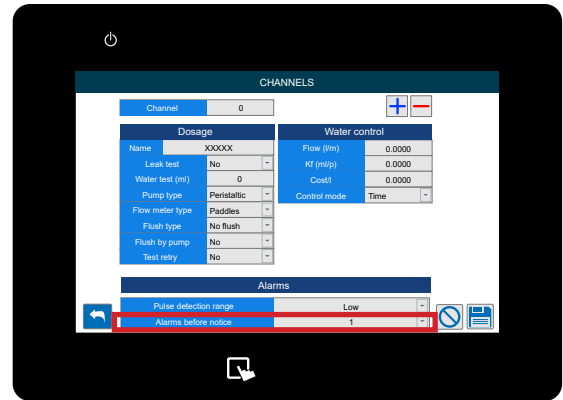 CHANNELS
Channel 0
Dosage
Name XXXXX
Leak test No
Water test (ml) 0
Pump type Peristaltic
Flow meter type Paddles
Flush type No flush
Flush by pump No
Test retry No
Water control
Flow (l/m) 0.0000
Kf (ml/p) 0.0000
Cost/l 0.0000
Control mode Time
Alarms
Pulse detection range Low
Alarms before notice 1